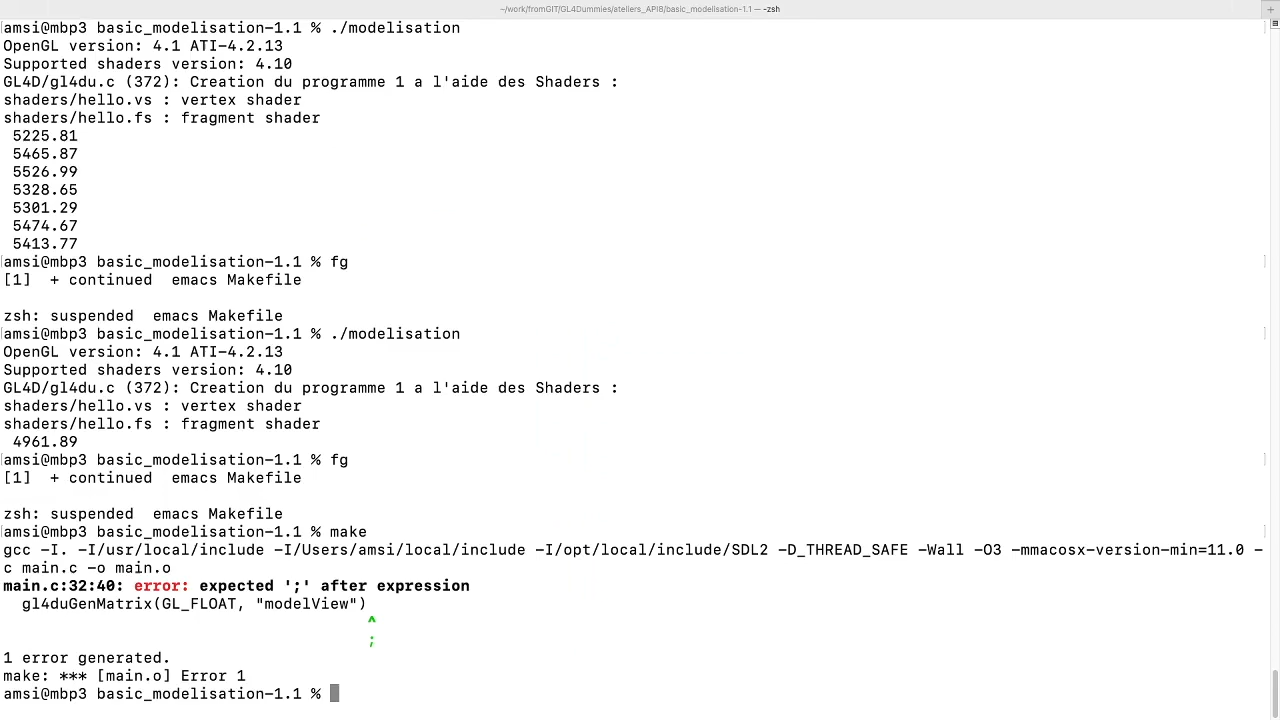 ~/work/fromGIT/GL4Dummies/ateliers_API8/basic_modelisation-1.1 — -zsh
amsi@mbp3 basic_modelisation-1.1 % ./modelisation
OpenGL version: 4.1 ATI-4.2.13
Supported shaders version: 4.10
GL4D/gl4du.c (372): Creation du programme 1 a l'aide des Shaders :
shaders/hello.vs : vertex shader
shaders/hello.fs : fragment shader
5225.81
5465.87
5526.99
5328.65
5301.29
5474.67
5413.77
amsi@mbp3 basic_modelisation-1.1 % fg
[1]  + continued  emacs Makefile
zsh: suspended  emacs Makefile
amsi@mbp3 basic_modelisation-1.1 % ./modelisation
OpenGL version: 4.1 ATI-4.2.13
Supported shaders version: 4.10
GL4D/gl4du.c (372): Creation du programme 1 a l'aide des Shaders :
shaders/hello.vs : vertex shader
shaders/hello.fs : fragment shader
4961.89
amsi@mbp3 basic_modelisation-1.1 % fg
[1]  + continued  emacs Makefile
zsh: suspended  emacs Makefile
amsi@mbp3 basic_modelisation-1.1 % make
gcc -I. -I/usr/local/include -I/Users/amsi/local/include -I/opt/local/include/SDL2 -D_THREAD_SAFE -Wall -O3 -mmacosx-version-min=11.0 -
c main.c -o main.o
main.c:32:40: error: expected ';' after expression
gl4duGenMatrix(GL_FLOAT, "modelView")
^
;
1 error generated.
make: *** [main.o] Error 1
amsi@mbp3 basic_modelisation-1.1 %